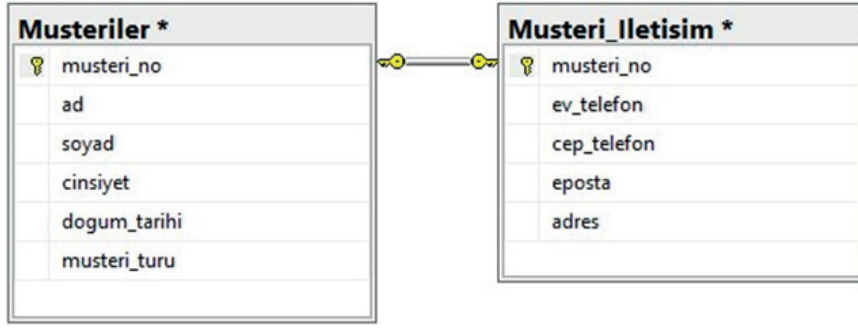 Musteriler *
musteri_no
ad
soyad
cinsiyet
dogum_tarihi
musteri_turu
Musteri_Iletisim *
musteri_no
ev_telefon
cep_telefon
eposta
adres